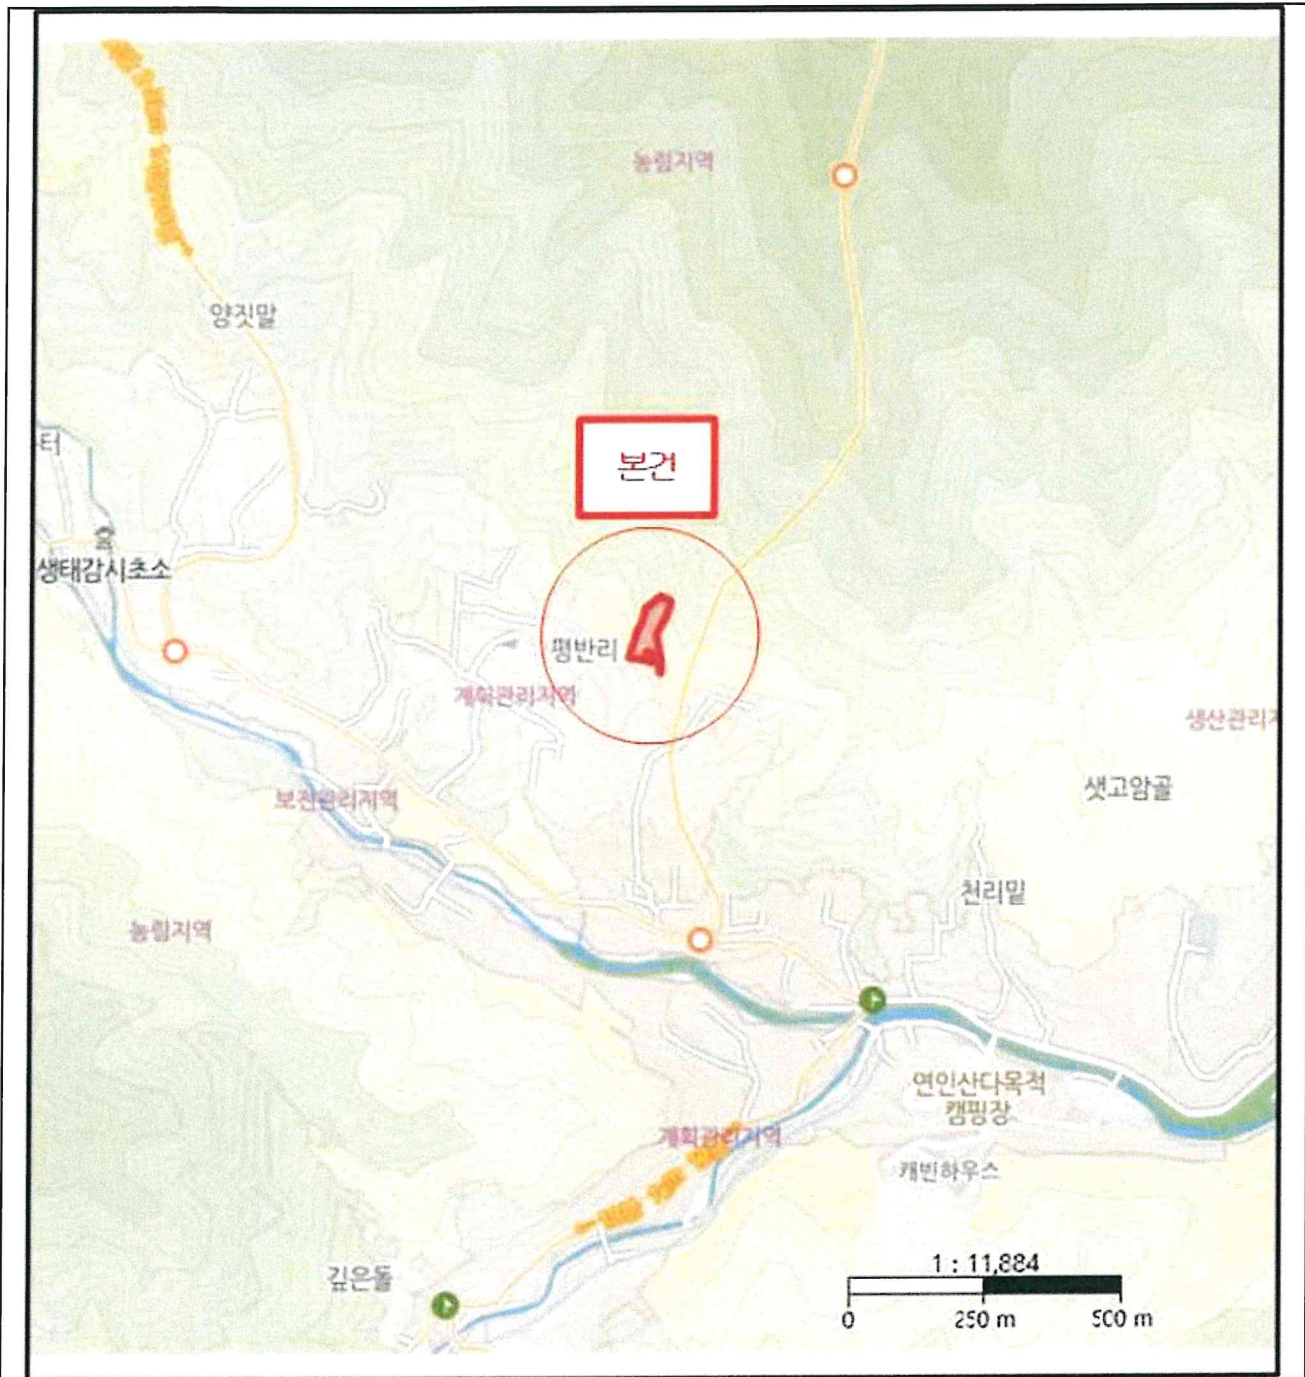 농림지역
양짓말
본건
터
생태감시초소
평반리
계획관리지역
생산관리지
샛고암골
보전관리지역
천리밑
농림지역
연인산다목적
캠핑장
계획관리지역
캐빈하우스
깊은돌
1 : 11,884
0 250 m 500 m